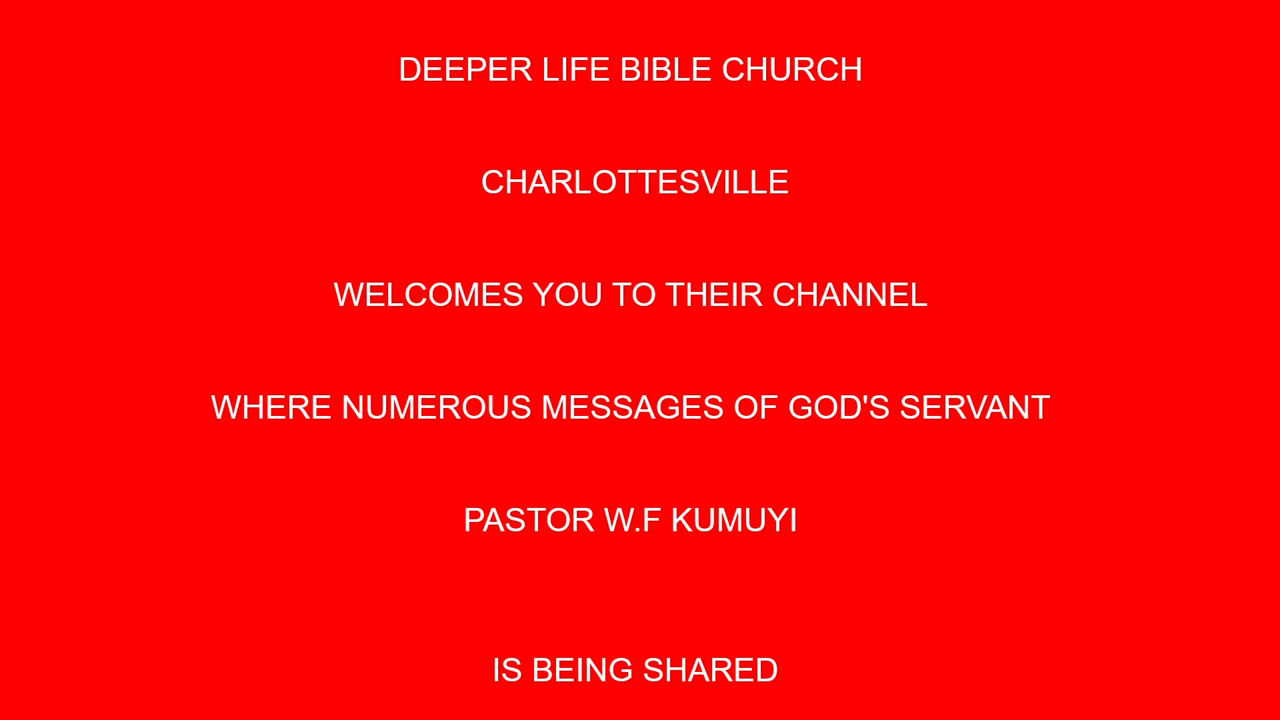 DEEPER LIFE BIBLE CHURCH
CHARLOTTESVILLE
WELCOMES YOU TO THEIR CHANNEL
WHERE NUMEROUS MESSAGES OF GOD'S SERVANT
PASTOR W.F KUMUYI
IS BEING SHARED